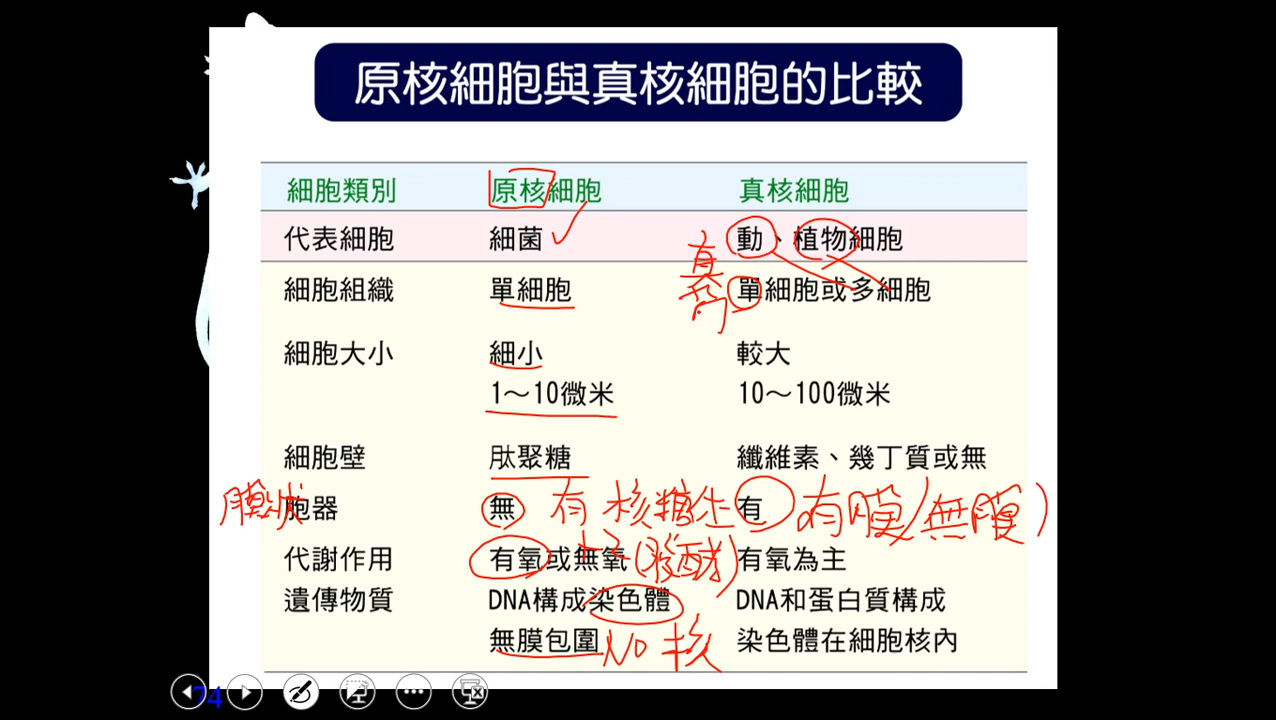 原核細胞與真核細胞的比較
細胞類別 原核細胞 真核細胞
代表細胞 細菌 動、植物細胞
細胞組織 單細胞 單細胞或多細胞
真菌
細胞大小 細小 較大
1～10微米 10～100微米
細胞壁 肽聚糖 纖維素、幾丁質或無
膜狀
胞器 無 有核糖体 有 有膜/無膜)
代謝作用 有氧或無氧 (發酵) 有氧為主
遺傳物質 DNA構成染色體 DNA和蛋白質構成
無膜包圍 NO 核 染色體在細胞核內
74